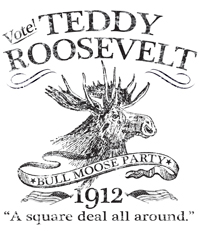 Vote! TEDDY
ROOSEVELT
BULL MOOSE PARTY
1912
"A square deal all around."